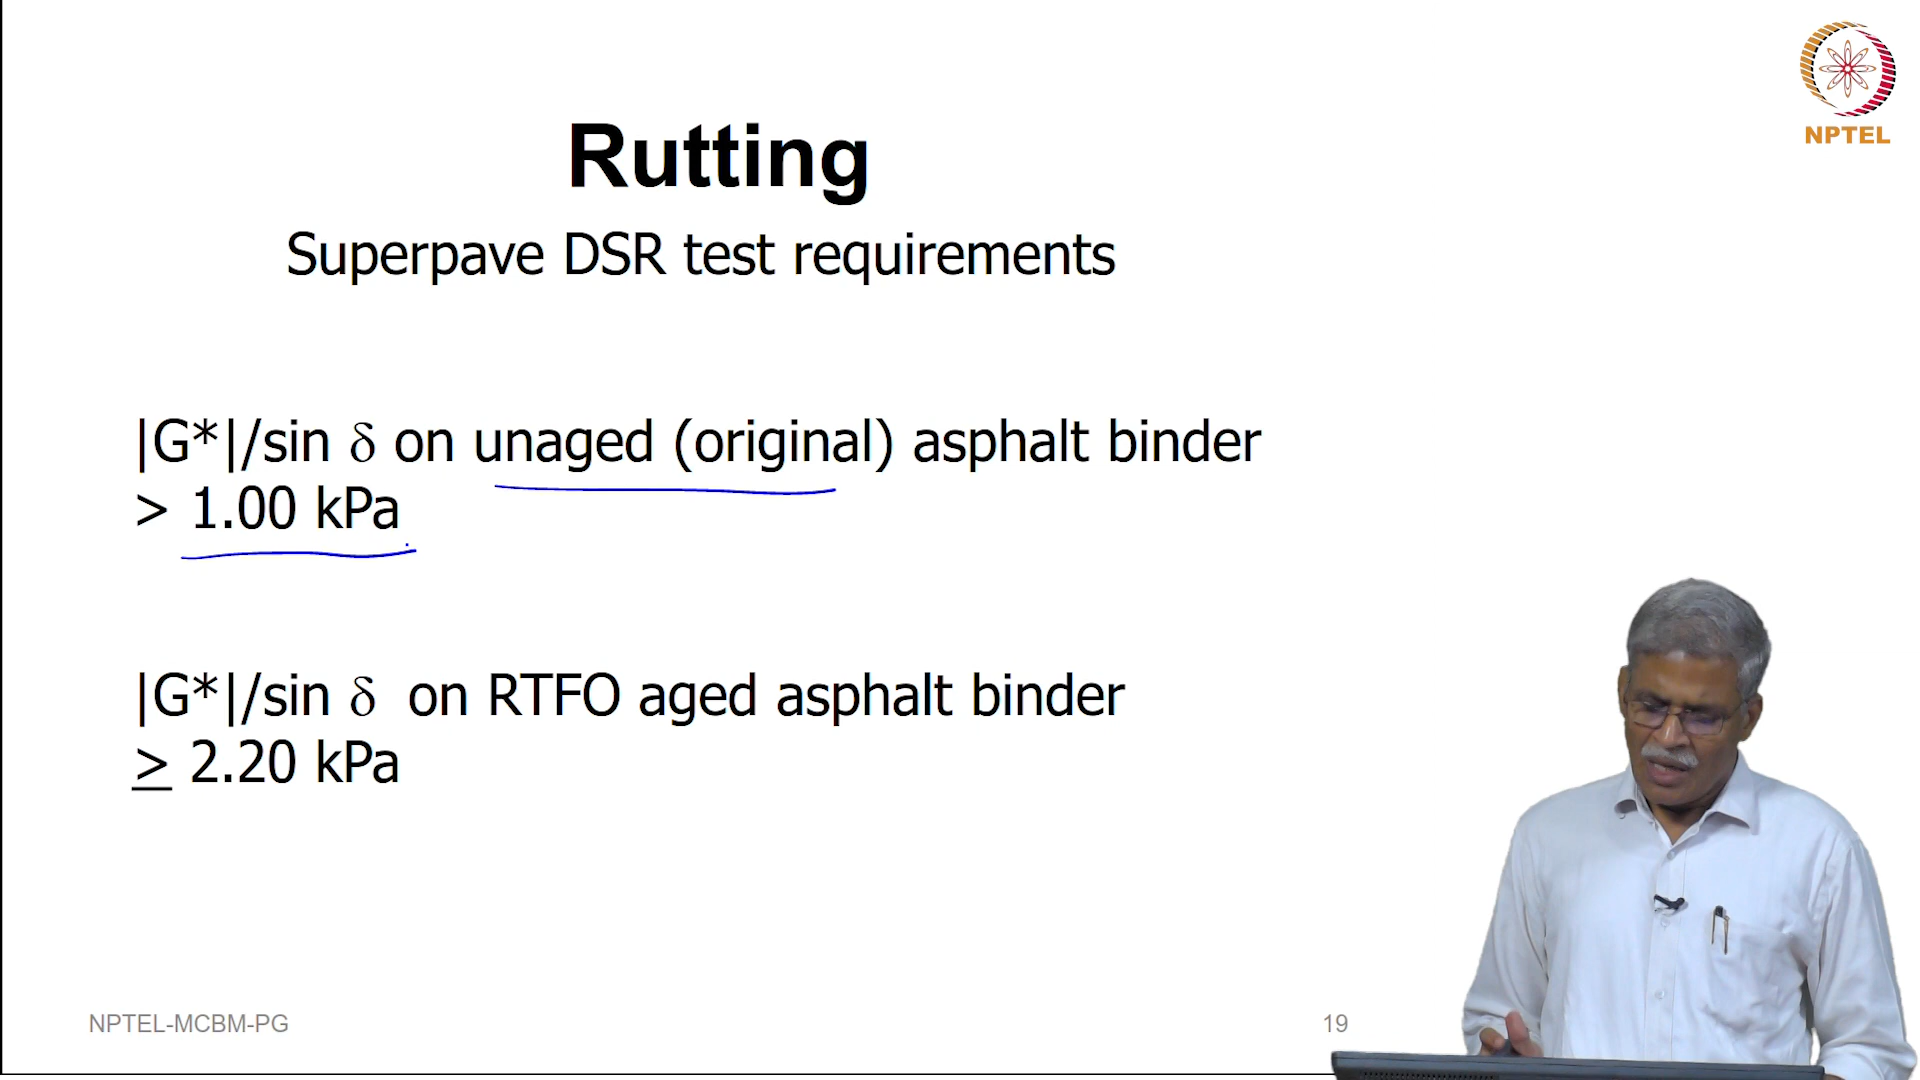 NPTEL
Rutting
Superpave DSR test requirements
|G*|/sin δ on unaged (original) asphalt binder
> 1.00 kPa
|G*|/sin δ on RTFO aged asphalt binder
≥ 2.20 kPa
NPTEL-MCBM-PG
19